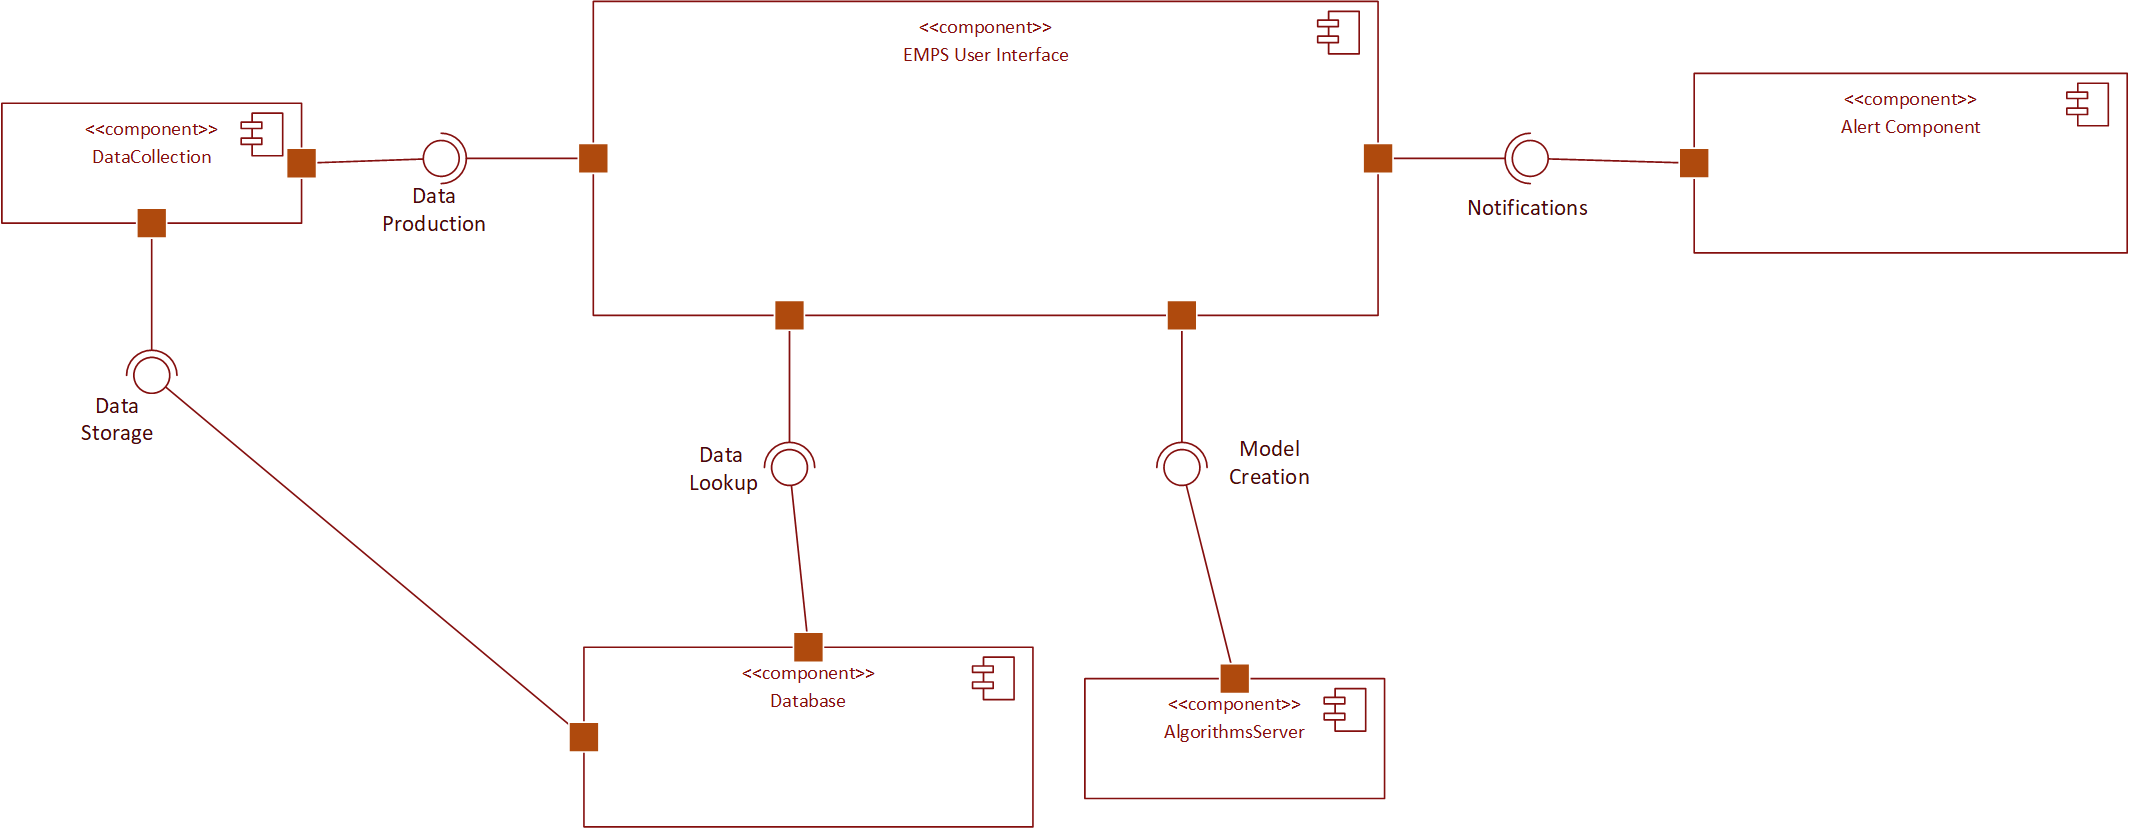 <<component>>
EMPS User Interface
<<component>>
Alert Component
<<component>>
DataCollection
Data
Production
Notifications
Data
Storage
Data
Lookup
Model
Creation
<<component>>
Database
<<component>>
AlgorithmsServer